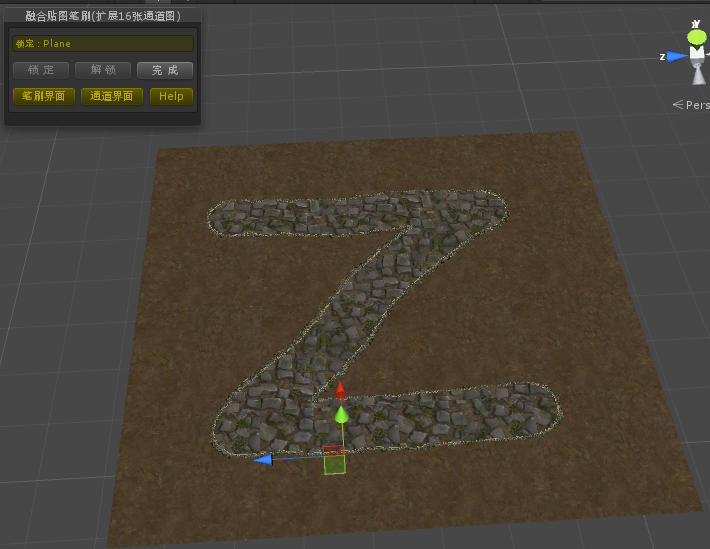 融合贴图笔刷(扩展16张通道图)
锁定 : Plane
锁 定 解 锁 完 成
笔刷界面 通道界面 Help
y
z
Pers